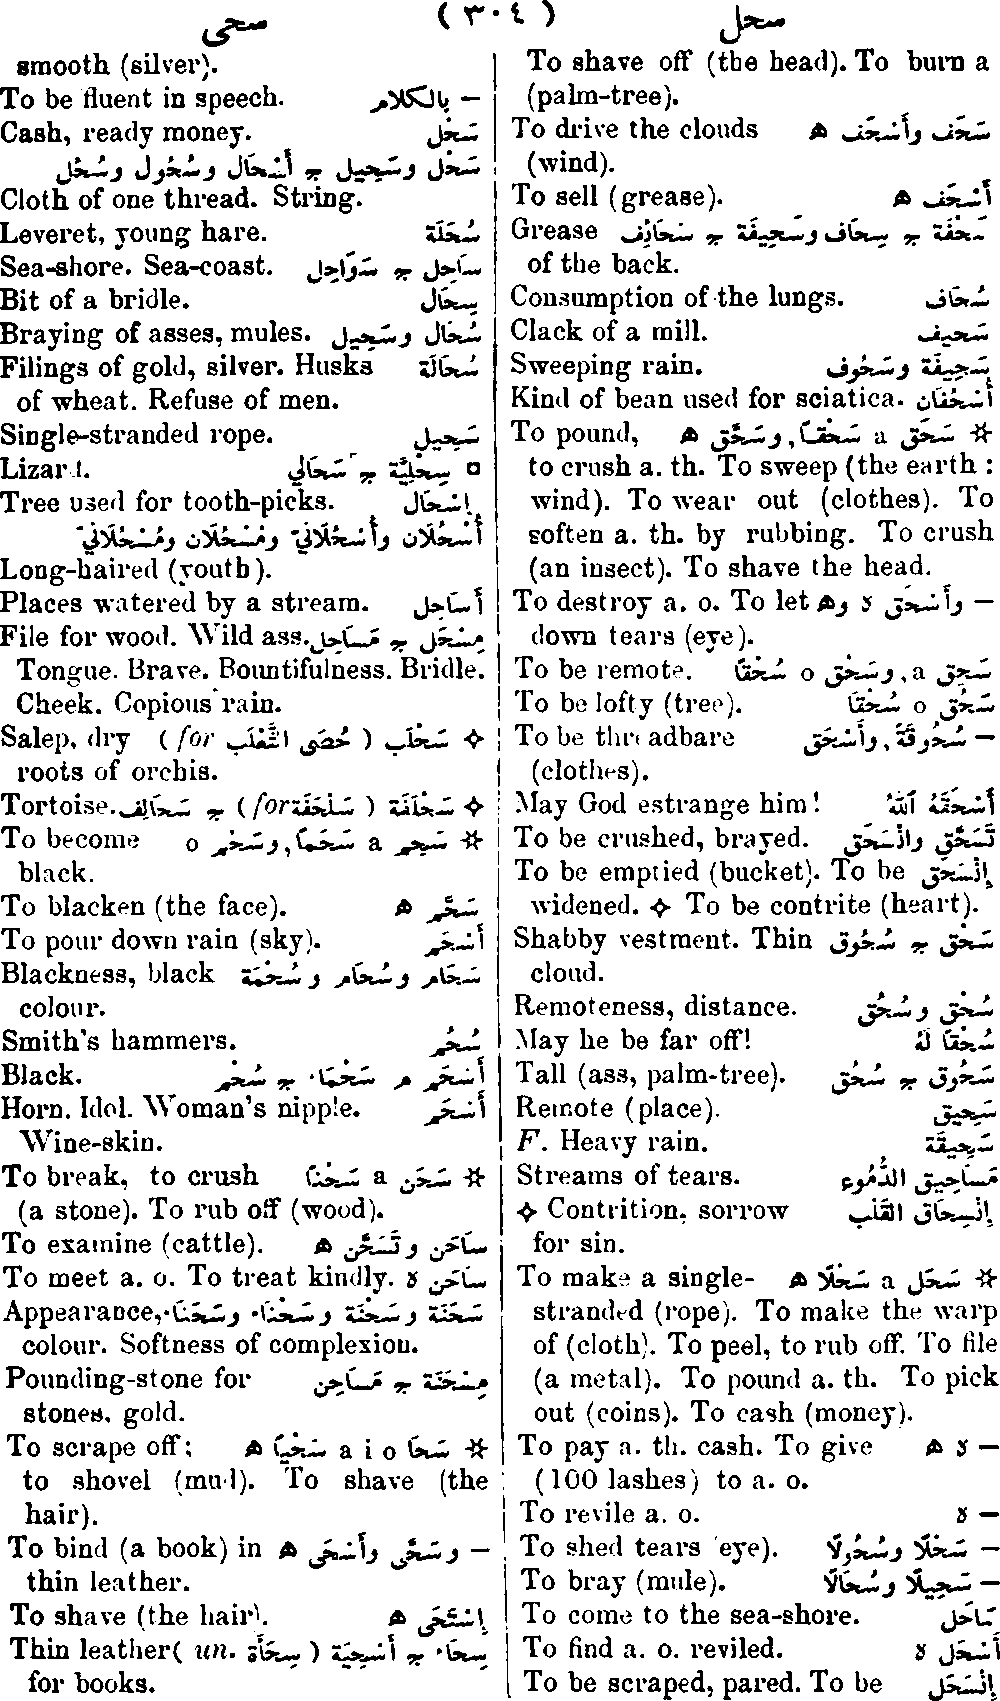 سحل ( ٣٠٤ ) سحى
To shave off (the head). To burn a
(palm-tree).
To drive the clouds سَحَف وأَسْحَف ه
(wind).
To sell (grease). أَسْحَف ه
Grease سَحْفَة ج سِحَاف وسَحِيفَة ج سَحَائِف
of the back.
Consumption of the lungs. سُحَاف
Clack of a mill. سَحِيف
Sweeping rain. سَحِيفَة وسَحُوف
Kind of bean used for sciatica. أُسْحُفَان
To pound, ☆ سَحَق a سَحْقًا, وسَحَّق ه
to crush a. th. To sweep (the earth :
wind). To wear out (clothes). To
soften a. th. by rubbing. To crush
(an insect). To shave the head.
To destroy a. o. To let — وأَسْحَق ه وه
down tears (eye).
To be remote. سَحِق a, وسَحُق o سُحْقًا
To be lofty (tree). سَحُق o سُحْقًا
To be threadbare — سُحُوقَةً, وأَسْحَق
(clothes).
May God estrange him! أَسْحَقَهُ ٱللهُ
To be crushed, brayed. تَسَحَّق وانْسَحَق
To be emptied (bucket). To be إِنْسَحَق
widened. ✧ To be contrite (heart).
Shabby vestment. Thin سَحْق ج سُحُوق
cloud.
Remoteness, distance. سُحْق وسُحُق
May he be far off! سُحْقًا لَهُ
Tall (ass, palm-tree). سَحُوق ج سُحُق
Remote (place). سَحِيق
F. Heavy rain. سَحِيقَة
Streams of tears. مَسَاحِيق الدُّمُوع
✧ Contrition, sorrow إِنْسِحَاق القَلْب
for sin.
To make a single- ☆ سَحَل a سَحْلًا ه
stranded (rope). To make the warp
of (cloth). To peel, to rub off. To file
(a metal). To pound a. th. To pick
out (coins). To cash (money).
To pay a. th. cash. To give — ه ه
(100 lashes) to a. o.
To revile a. o. — ه
To shed tears (eye). — سَحْلًا وسُحُولًا
To bray (mule). — سَحِيلًا وسُحَالًا
To come to the sea-shore. سَاحَل
To find a. o. reviled. أَسْحَل ه
To be scraped, pared. To be إِنْسَحَل
smooth (silver).
To be fluent in speech. — بِالكَلَام
Cash, ready money. سَحْل
سَحْل وسَحِيل ج أَسْحَال وسُحُول وسُحُل
Cloth of one thread. String.
Leveret, young hare. سُحَلَة
Sea-shore. Sea-coast. سَاحِل ج سَوَاحِل
Bit of a bridle. سِحَال
Braying of asses, mules. سُحَال وسَحِيل
Filings of gold, silver. Husks سُحَالَة
of wheat. Refuse of men.
Single-stranded rope. سَحِيل
Lizard. ▫ سِحْلِيَّة ج سَحَالِي
Tree used for tooth-picks. إِسْحَال
أُسْحُلَان وأُسْحُلَانِيّ ومُسْحُلَان ومُسْحُلَانِيّ
Long-haired (youth).
Places watered by a stream. أَسَاحِل
File for wood. Wild ass. مِسْحَل ج مَسَاحِل
Tongue. Brave. Bountifulness. Bridle.
Cheek. Copious rain.
Salep, dry ✧ سَحْلَب ( for خُصَى الثَّعْلَب )
roots of orchis.
Tortoise. ✧ سَحْلَفَة ( for سُلَحْفَة ) ج سَحَالِف
To become ☆ سَحِم a سَحَمًا, وسَحُم o
black.
To blacken (the face). سَحَّم ه
To pour down rain (sky). أَسْحَم
Blackness, black سَحَام وسُحَام وسُحْمَة
colour.
Smith's hammers. سُحُم
Black. أَسْحَم م سَحْمَاء ج سُحْم
Horn. Idol. Woman's nipple. أَسْحَم
Wine-skin.
To break, to crush ☆ سَحَن a سَحْنًا
(a stone). To rub off (wood).
To examine (cattle). سَاحَن وتَسَحَّن ه
To meet a. o. To treat kindly. سَاحَن ه
Appearance, سَحَنَة وسَحْنَة وسَحْنَاء وسَحَنَاء
colour. Softness of complexion.
Pounding-stone for مِسْحَنَة ج مَسَاحِن
stones, gold.
To scrape off; ☆ سَحَا a i o سَحْيًا ه
to shovel (mud). To shave (the
hair).
To bind (a book) in — وسَحَّى وأَسْحَى ه
thin leather.
To shave (the hair). إِسْتَحَى ه
Thin leather ( un. سِحَاءَة ) سِحَاء ج أَسْحِيَة
for books.